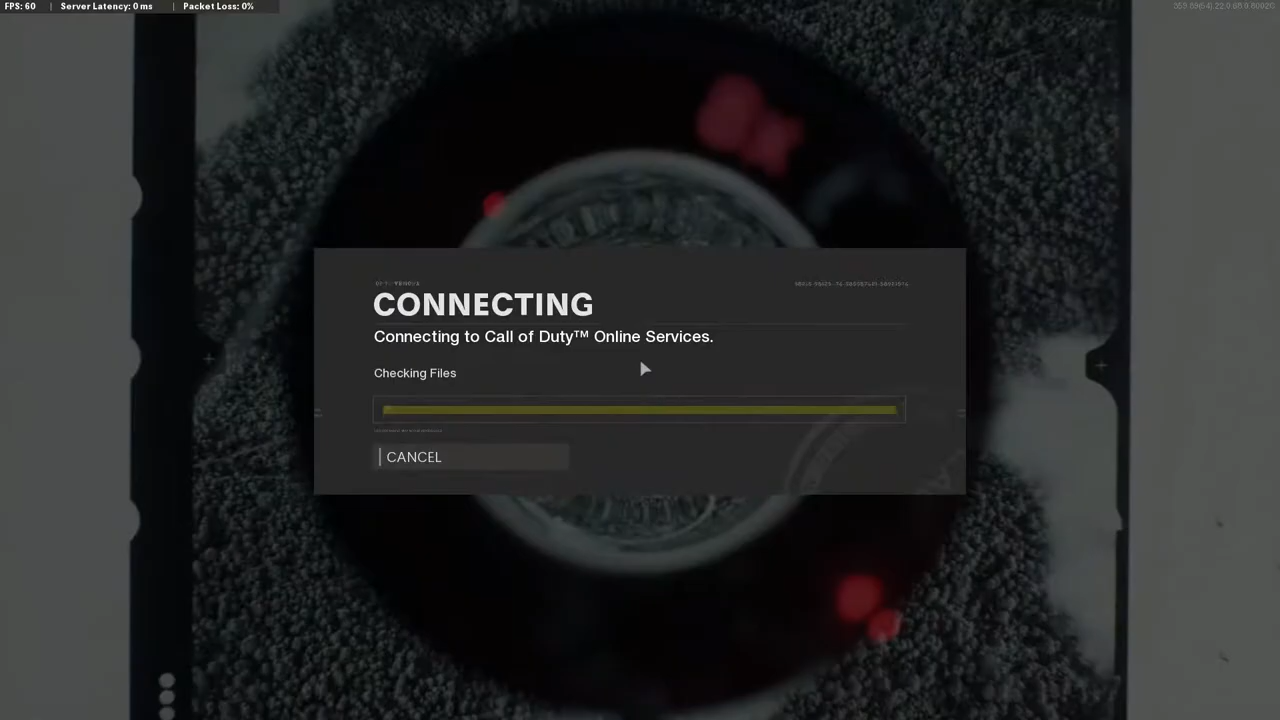 FPS: 60 | Server Latency: 0 ms | Packet Loss: 0%
CONNECTING
Connecting to Call of Duty™ Online Services.
Checking Files
CANCEL